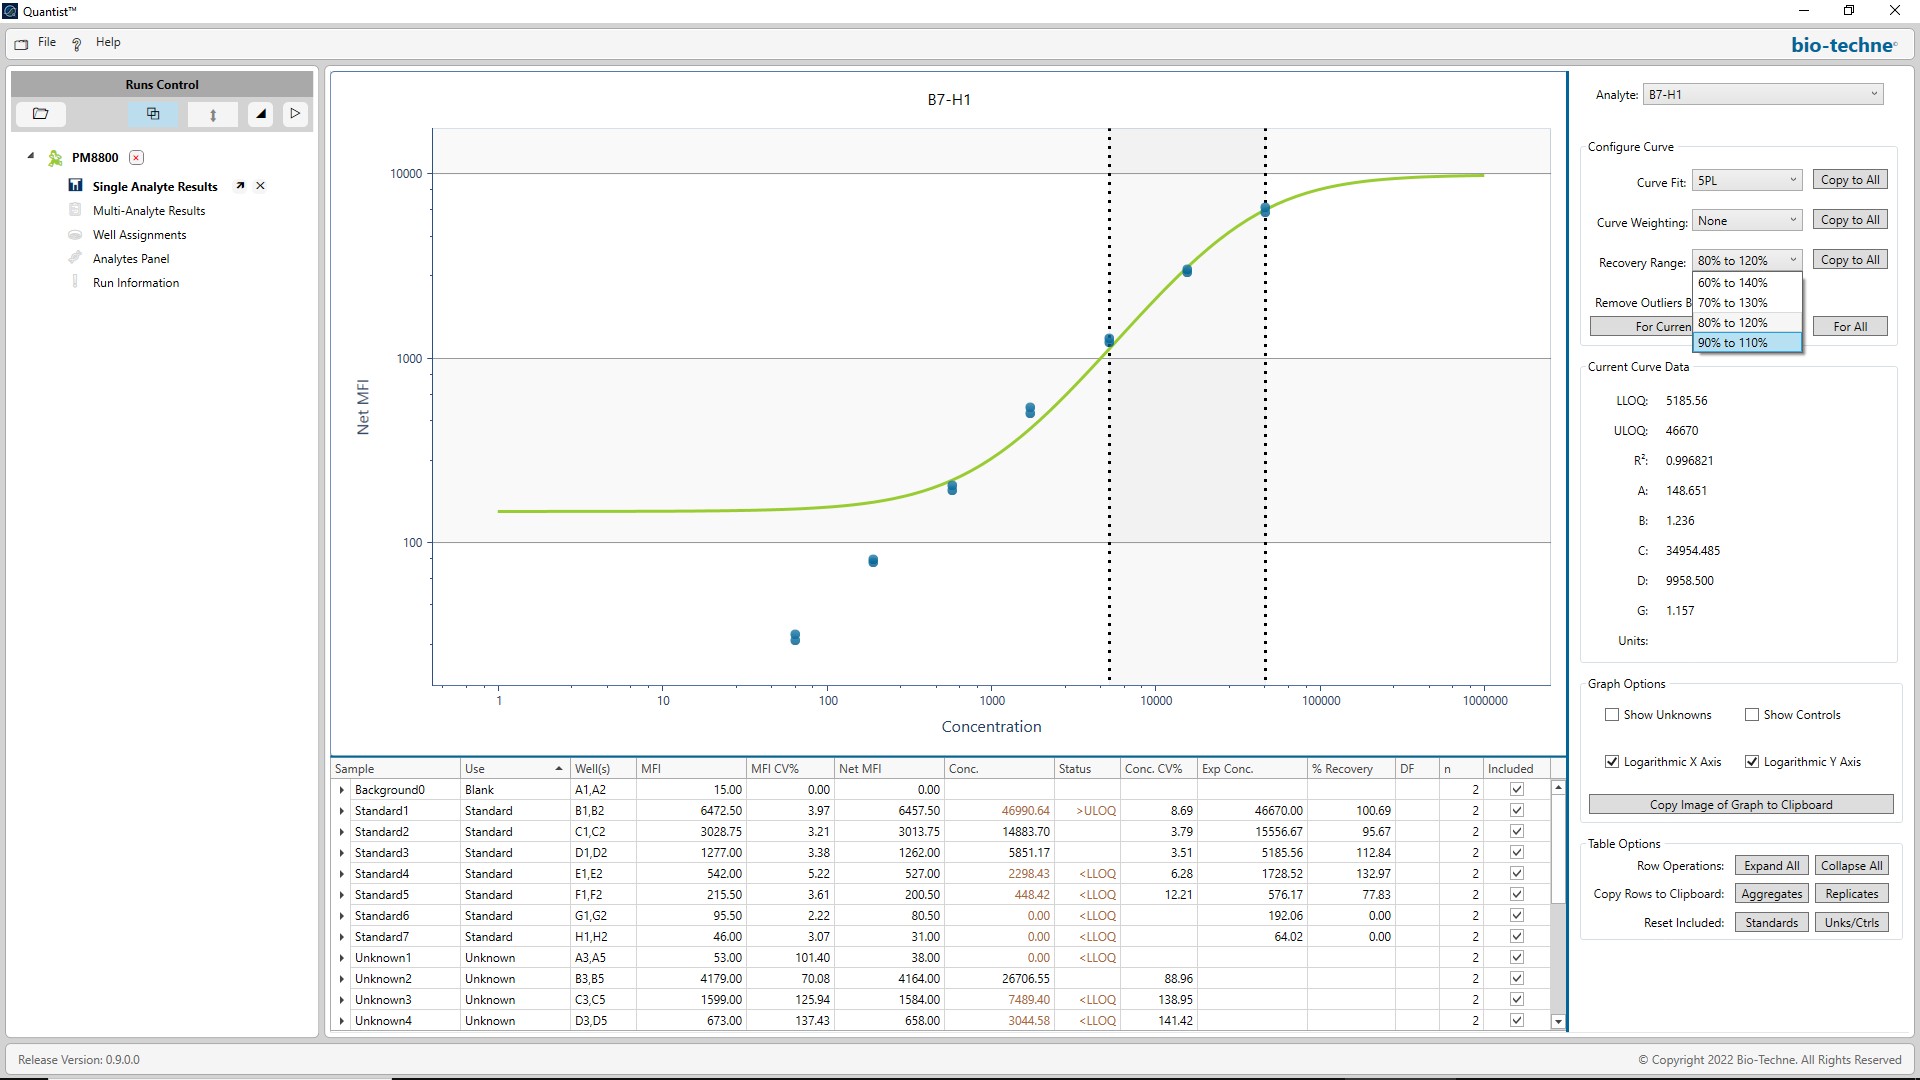 Quantist™
File Help
bio-techne
Runs Control
PM8800
Single Analyte Results
Multi-Analyte Results
Well Assignments
Analytes Panel
Run Information
B7-H1
Net MFI
10000
1000
100
1 10 100 1000 10000 100000 1000000
Concentration
Sample Use Well(s) MFI MFI CV% Net MFI Conc. Status Conc. CV% Exp Conc. % Recovery DF n Included
Background0 Blank A1,A2 15.00 0.00 0.00 2
Standard1 Standard B1,B2 6472.50 3.97 6457.50 46990.64 >ULOQ 8.69 46670.00 100.69 2
Standard2 Standard C1,C2 3028.75 3.21 3013.75 14883.70 3.79 15556.67 95.67 2
Standard3 Standard D1,D2 1277.00 3.38 1262.00 5851.17 3.51 5185.56 112.84 2
Standard4 Standard E1,E2 542.00 5.22 527.00 2298.43 <LLOQ 6.28 1728.52 132.97 2
Standard5 Standard F1,F2 215.50 3.61 200.50 448.42 <LLOQ 12.21 576.17 77.83 2
Standard6 Standard G1,G2 95.50 2.22 80.50 0.00 <LLOQ 192.06 0.00 2
Standard7 Standard H1,H2 46.00 3.07 31.00 0.00 <LLOQ 64.02 0.00 2
Unknown1 Unknown A3,A5 53.00 101.40 38.00 0.00 <LLOQ 2
Unknown2 Unknown B3,B5 4179.00 70.08 4164.00 26706.55 88.96 2
Unknown3 Unknown C3,C5 1599.00 125.94 1584.00 7489.40 <LLOQ 138.95 2
Unknown4 Unknown D3,D5 673.00 137.43 658.00 3044.58 <LLOQ 141.42 2
Analyte: B7-H1
Configure Curve
Curve Fit: 5PL Copy to All
Curve Weighting: None Copy to All
Recovery Range: 80% to 120% Copy to All
60% to 140%
Remove Outliers B 70% to 130%
80% to 120%
For Curren For All
90% to 110%
Current Curve Data
LLOQ: 5185.56
ULOQ: 46670
R²: 0.996821
A: 148.651
B: 1.236
C: 34954.485
D: 9958.500
G: 1.157
Units:
Graph Options
Show Unknowns Show Controls
Logarithmic X Axis Logarithmic Y Axis
Copy Image of Graph to Clipboard
Table Options
Row Operations: Expand All Collapse All
Copy Rows to Clipboard: Aggregates Replicates
Reset Included: Standards Unks/Ctrls
Release Version: 0.9.0.0
© Copyright 2022 Bio-Techne. All Rights Reserved